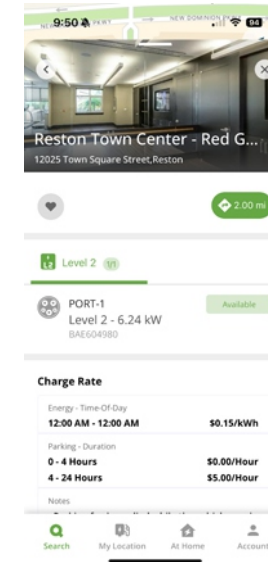 9:50
NEW DOMINION
94
Reston Town Center - Red G...
12025 Town Square Street,Reston
2.00 mi
L2 Level 2 1/1
PORT-1
Available
Level 2 - 6.24 kW
BAE604980
Charge Rate
Energy - Time-Of-Day
12:00 AM - 12:00 AM $0.15/kWh
Parking - Duration
0 - 4 Hours $0.00/Hour
4 - 24 Hours $5.00/Hour
Notes
Search My Location At Home Account